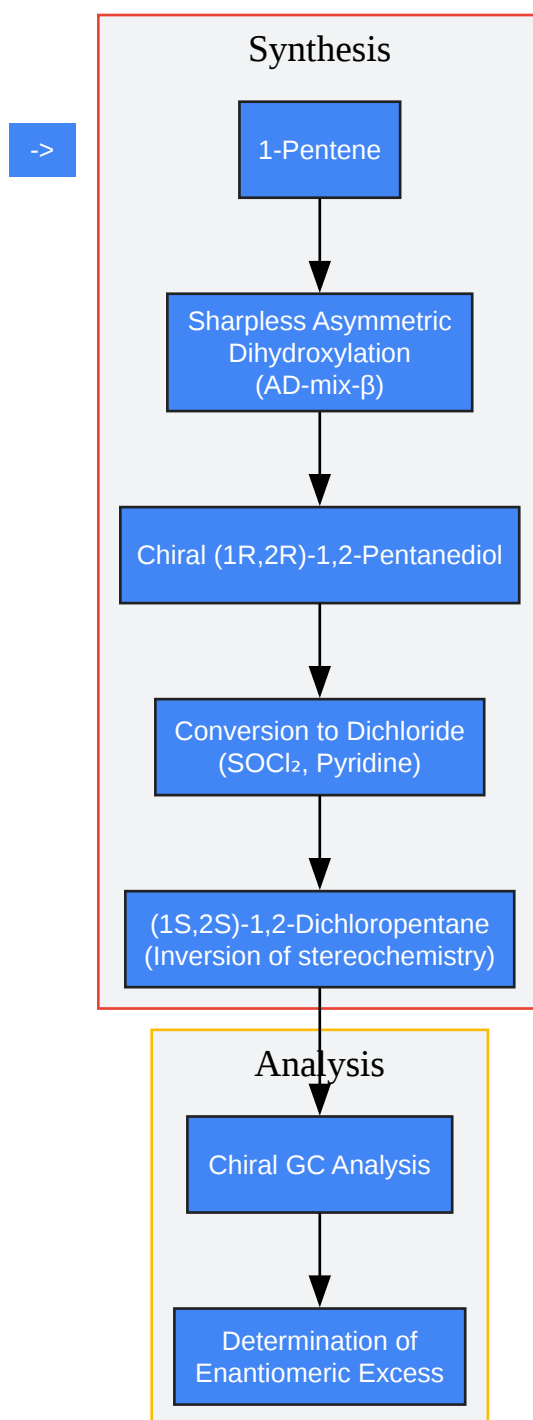 Synthesis
1-Pentene
->
Sharpless Asymmetric
Dihydroxylation
(AD-mix-β)
Chiral (1R,2R)-1,2-Pentanediol
Conversion to Dichloride
(SOCl₂, Pyridine)
(1S,2S)-1,2-Dichloropentane
(Inversion of stereochemistry)
Analysis
Chiral GC Analysis
Determination of
Enantiomeric Excess